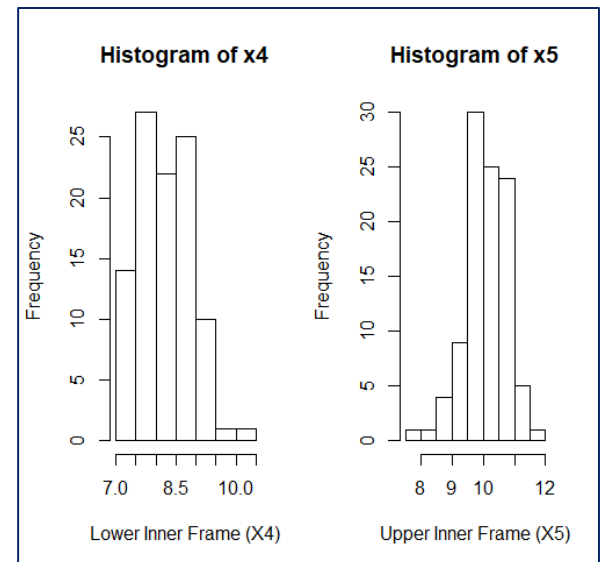 Histogram of x4
Frequency
0
5
10
15
20
25
7.0 8.5 10.0
Lower Inner Frame (X4)
Histogram of x5
Frequency
0
5
10
15
20
25
30
8 9 10 12
Upper Inner Frame (X5)